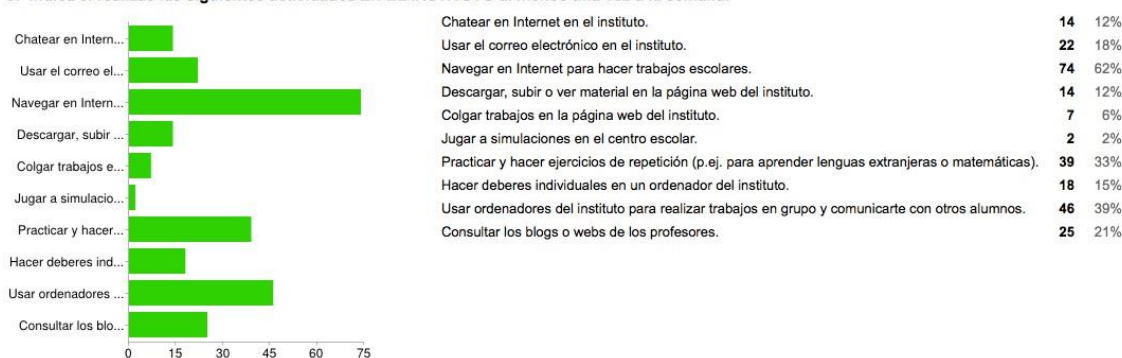 Chatear en Intern...
Usar el correo el...
Navegar en Intern...
Descargar, subir ...
Colgar trabajos e...
Jugar a simulacio...
Practicar y hacer...
Hacer deberes ind...
Usar ordenadores ...
Consultar los blo...
0 15 30 45 60 75
Chatear en Internet en el instituto. 14 12%
Usar el correo electrónico en el instituto. 22 18%
Navegar en Internet para hacer trabajos escolares. 74 62%
Descargar, subir o ver material en la página web del instituto. 14 12%
Colgar trabajos en la página web del instituto. 7 6%
Jugar a simulaciones en el centro escolar. 2 2%
Practicar y hacer ejercicios de repetición (p.ej. para aprender lenguas extranjeras o matemáticas). 39 33%
Hacer deberes individuales en un ordenador del instituto. 18 15%
Usar ordenadores del instituto para realizar trabajos en grupo y comunicarte con otros alumnos. 46 39%
Consultar los blogs o webs de los profesores. 25 21%